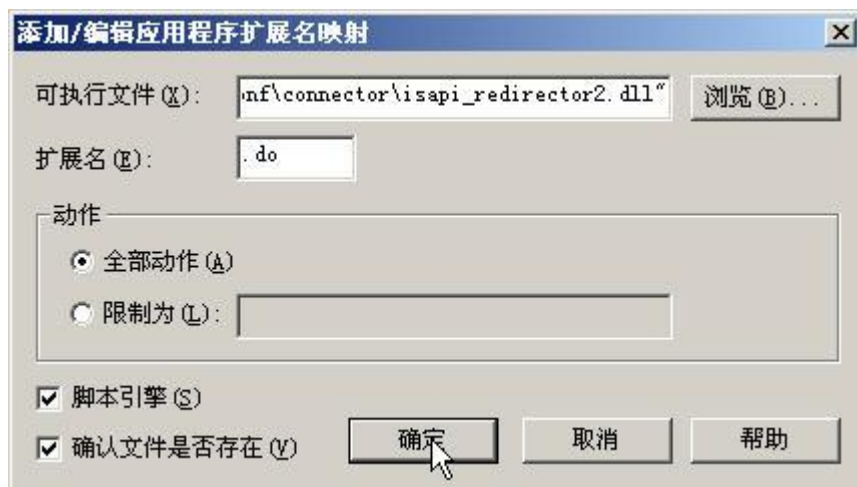 添加/编辑应用程序扩展名映射
可执行文件(X): onf\connector\isapi_redirector2.dll" 浏览(B)...
扩展名(E): .do
动作
全部动作(A)
限制为(L):
脚本引擎(S)
确认文件是否存在(V) 确定 取消 帮助